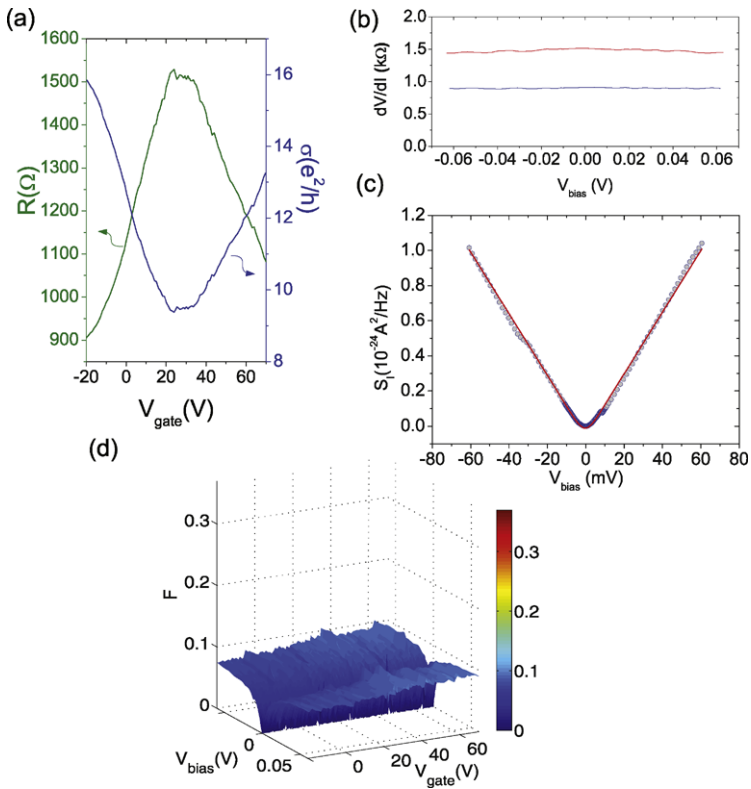 (a)
1600
1500
1400
1300
1200
1100
1000
900
R(Ω)
16
14
12
10
8
σ(e²/h)
-20 0 20 40 60
V_gate(V)
(b)
2.0
1.5
1.0
0.5
0.0
dV/dI (kΩ)
-0.06 -0.04 -0.02 0.00 0.02 0.04 0.06
V_bias (V)
(c)
1.2
1.0
0.8
0.6
0.4
0.2
0.0
S_I(10⁻²⁴A²/Hz)
-80 -60 -40 -20 0 20 40 60 80
V_bias (mV)
(d)
0.3
0.2
0.1
0
F
0
0.05
V_bias(V)
0 20 40 60
V_gate(V)
0.3
0.2
0.1
0